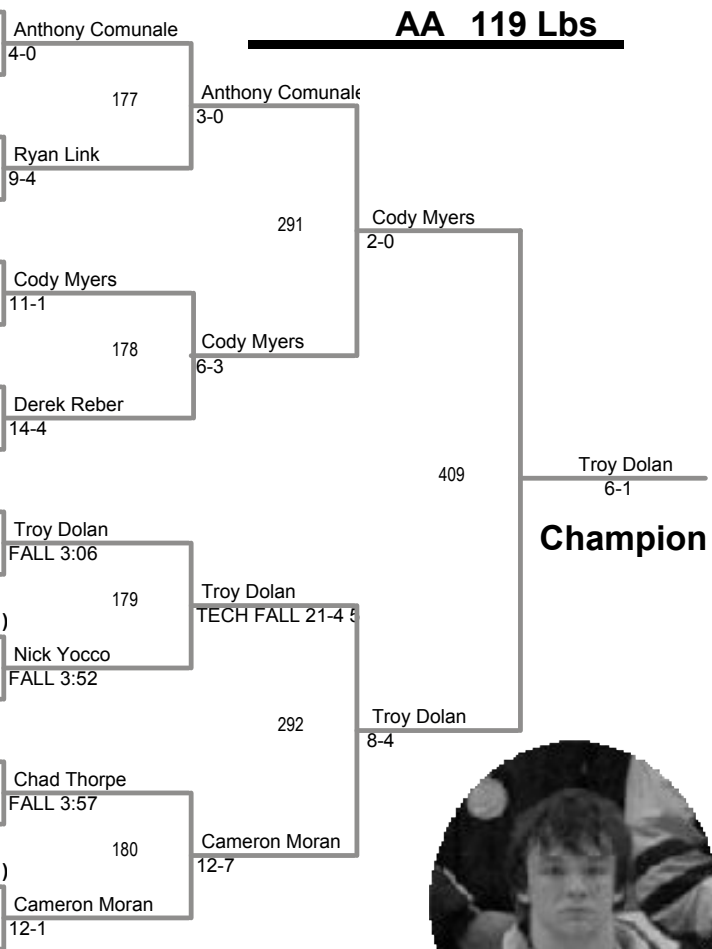 AA 119 Lbs
Anthony Comunale
4-0
177
Anthony Comunale
3-0
Ryan Link
9-4
291
Cody Myers
2-0
Cody Myers
11-1
178
Cody Myers
6-3
Derek Reber
14-4
409
Troy Dolan
6-1
Champion
Troy Dolan
FALL 3:06
179
Troy Dolan
TECH FALL 21-4 5
)
Nick Yocco
FALL 3:52
292
Troy Dolan
8-4
Chad Thorpe
FALL 3:57
180
Cameron Moran
12-7
)
Cameron Moran
12-1